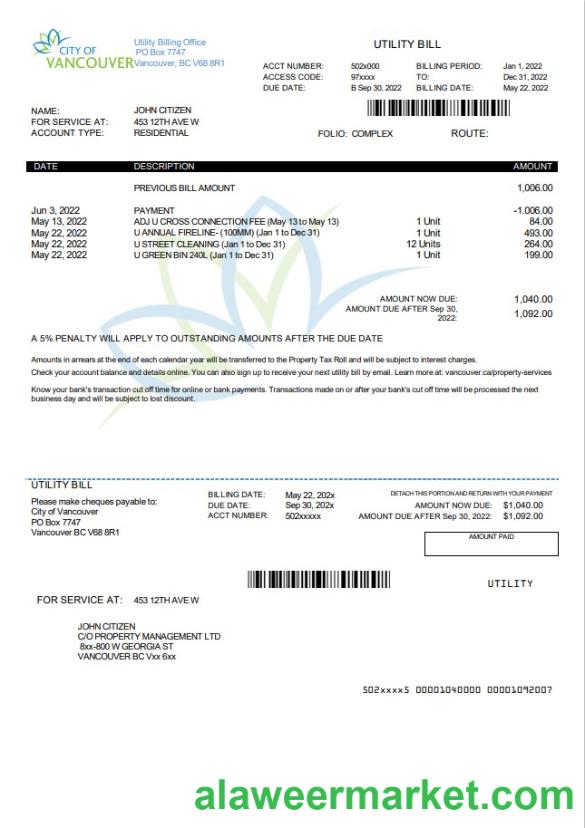 CITY OF
VANCOUVER
Utility Billing Office
PO Box 7747
Vancouver, BC V68 8R1
UTILITY BILL
ACCT NUMBER: 502x000 BILLING PERIOD: Jan 1, 2022
ACCESS CODE: 97xxxx TO: Dec 31, 2022
DUE DATE: B Sep 30, 2022 BILLING DATE: May 22, 2022
NAME: JOHN CITIZEN
FOR SERVICE AT: 453 12TH AVE W
ACCOUNT TYPE: RESIDENTIAL
FOLIO: COMPLEX ROUTE:
DATE DESCRIPTION AMOUNT
PREVIOUS BILL AMOUNT 1,006.00
Jun 3, 2022 PAYMENT -1.006.00
May 13, 2022 ADJ U CROSS CONNECTION FEE (May 13 to May 13) 1 Unit 84.00
May 22, 2022 U ANNUAL FIRELINE- (100MM) (Jan 1 to Dec 31) 1 Unit 493.00
May 22, 2022 U STREET CLEANING (Jan 1 to Dec 31) 12 Units 264.00
May 22, 2022 U GREEN BIN 240L (Jan 1 to Dec 31) 1 Unit 199.00
AMOUNT NOW DUE: 1,040.00
AMOUNT DUE AFTER Sep 30, 1,092.00
2022:
A 5% PENALTY WILL APPLY TO OUTSTANDING AMOUNTS AFTER THE DUE DATE
Amounts in arrears at the end of each calendar year will be transferred to the Property Tax Roll and will be subject to interest charges.
Check your account balance and details online. You can also sign up to receive your next utility bill by email. Learn more at: vancouver.ca/property-services
Know your bank's transaction cut off time for online or bank payments. Transactions made on or after your bank's cut off time will be processed the next
business day and will be subject to lost discount.
UTILITY BILL
Please make cheques payable to:
City of Vancouver
PO Box 7747
Vancouver BC V68 8R1
BILLING DATE: May 22, 202x
DUE DATE: Sep 30, 202x
ACCT NUMBER: 502xxxxx
DETACH THIS PORTION AND RETURN WITH YOUR PAYMENT
AMOUNT NOW DUE: $1,040.00
AMOUNT DUE AFTER Sep 30, 2022: $1,092.00
AMOUNT PAID
UTILITY
FOR SERVICE AT: 453 12TH AVE W
JOHN CITIZEN
C/O PROPERTY MANAGEMENT LTD
8xx-800 W GEORGIA ST
VANCOUVER BC Vxx 6xx
502xxxx5 00001040000 00001092007
alaweermarket.com